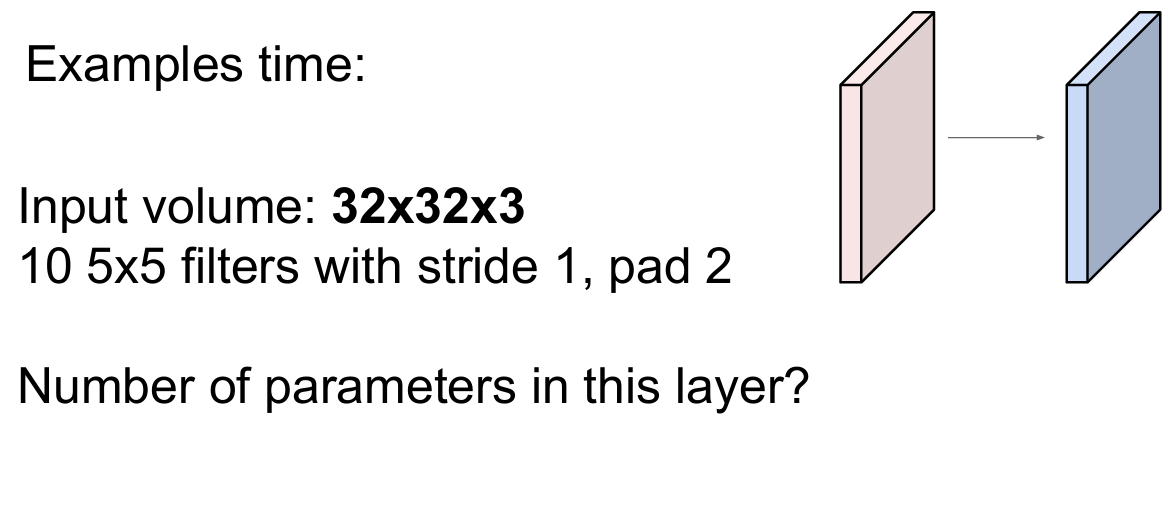 Examples time:
Input volume: 32x32x3
10 5x5 filters with stride 1, pad 2
Number of parameters in this layer?